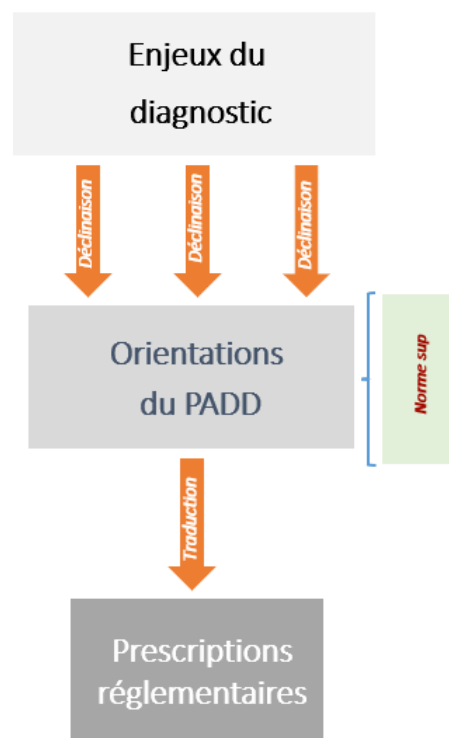 Enjeux du
diagnostic
Déclinaison
Déclinaison
Déclinaison
Orientations
du PADD
Norme sup
Traduction
Prescriptions
réglementaires